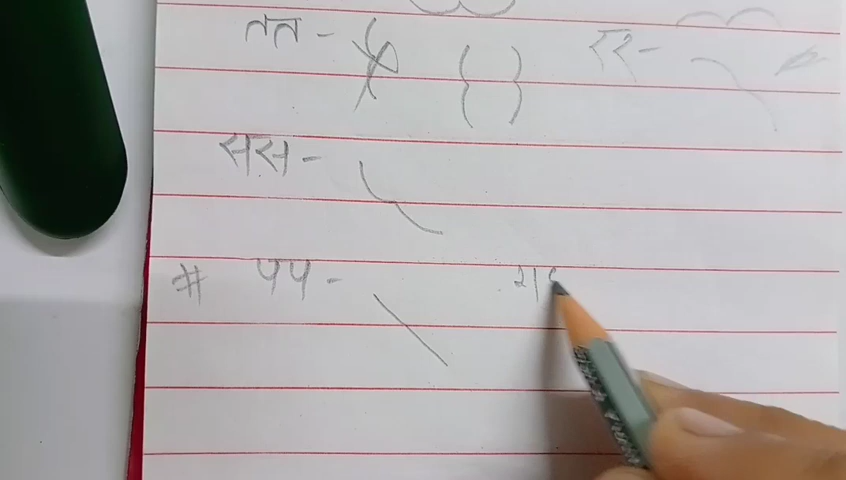 तत - रर -
सस -
# पप -